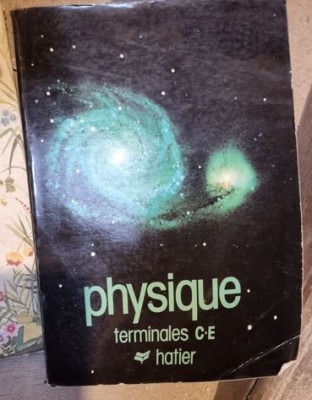 physique
terminales C·E
hatier